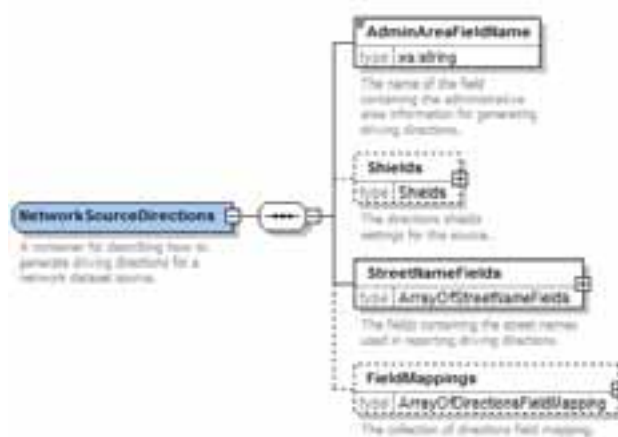 AdminAreaFieldName
type xs:string
The name of the field
containing the administrative
area information for generating
driving directions.
Shields
type Shields
The directions shields
settings for this source.
NetworkSourceDirections
A container for describing how to
generate driving directions for a
network dataset source.
StreetNameFields
type ArrayOfStreetNameFields
The fields containing the street names
used in reporting driving directions.
FieldMappings
type ArrayOfDirectionsFieldMapping
The collection of directions field mapping.